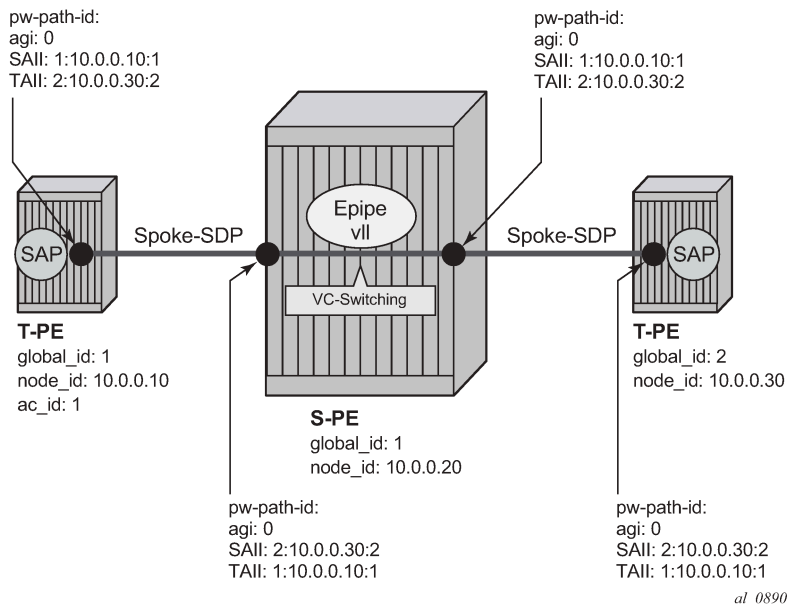 pw-path-id:
agi: 0
SAII: 1:10.0.0.10:1
TAII: 2:10.0.0.30:2
pw-path-id:
agi: 0
SAII: 1:10.0.0.10:1
TAII: 2:10.0.0.30:2
SAP
Spoke-SDP
Epipe
vll
VC-Switching
Spoke-SDP
SAP
T-PE
global_id: 1
node_id: 10.0.0.10
ac_id: 1
S-PE
global_id: 1
node_id: 10.0.0.20
T-PE
global_id: 2
node_id: 10.0.0.30
pw-path-id:
agi: 0
SAII: 2:10.0.0.30:2
TAII: 1:10.0.0.10:1
pw-path-id:
agi: 0
SAII: 2:10.0.0.30:2
TAII: 1:10.0.0.10:1
al_0890